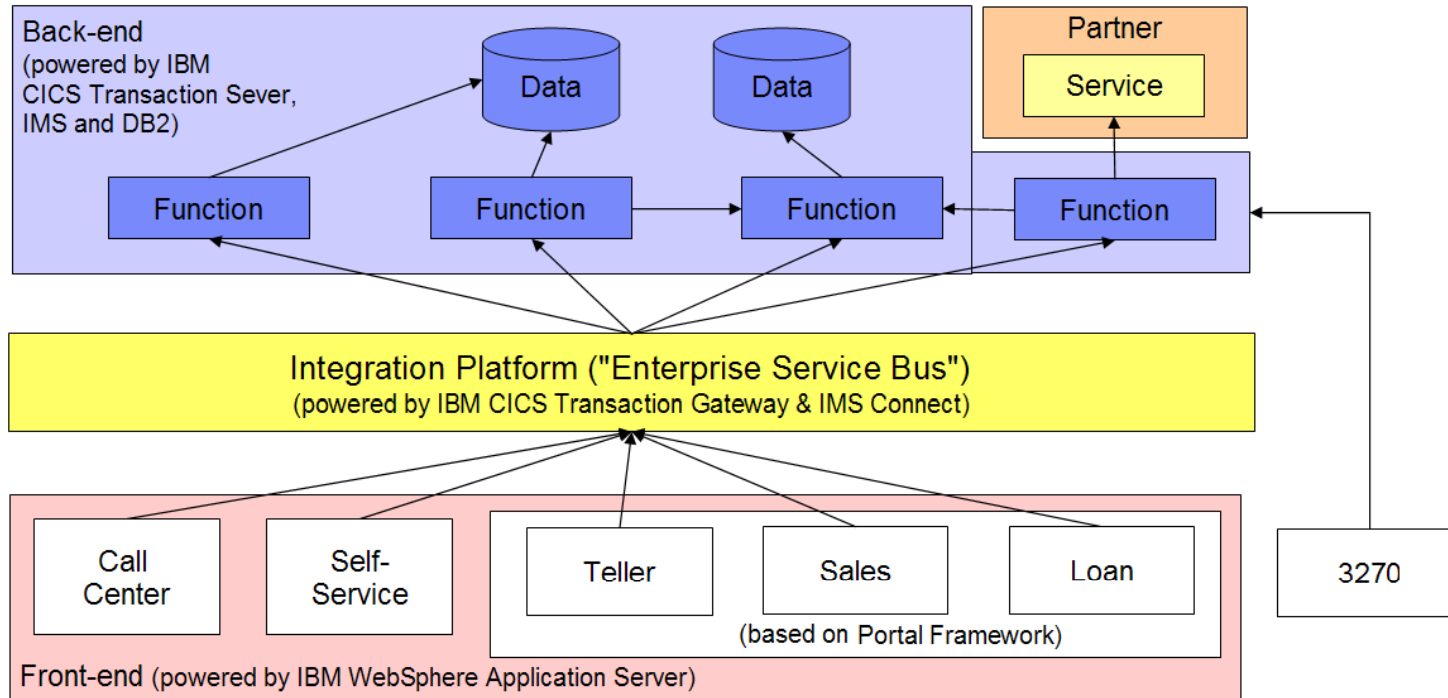 Back-end
(powered by IBM
CICS Transaction Sever,
IMS and DB2)
Data
Data
Partner
Service
Function
Function
Function
Function
Integration Platform ("Enterprise Service Bus")
(powered by IBM CICS Transaction Gateway & IMS Connect)
Call
Center
Self-
Service
Teller
Sales
Loan
3270
(based on Portal Framework)
Front-end (powered by IBM WebSphere Application Server)